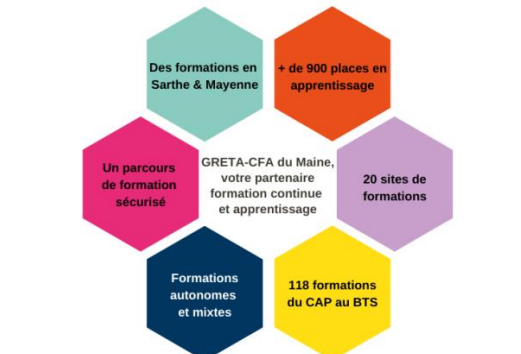 Des formations en
Sarthe & Mayenne
+ de 900 places en
apprentissage
Un parcours
de formation
sécurisé
GRETA-CFA du Maine,
votre partenaire
formation continue
et apprentissage
20 sites de
formations
Formations
autonomes
et mixtes
118 formations
du CAP au BTS